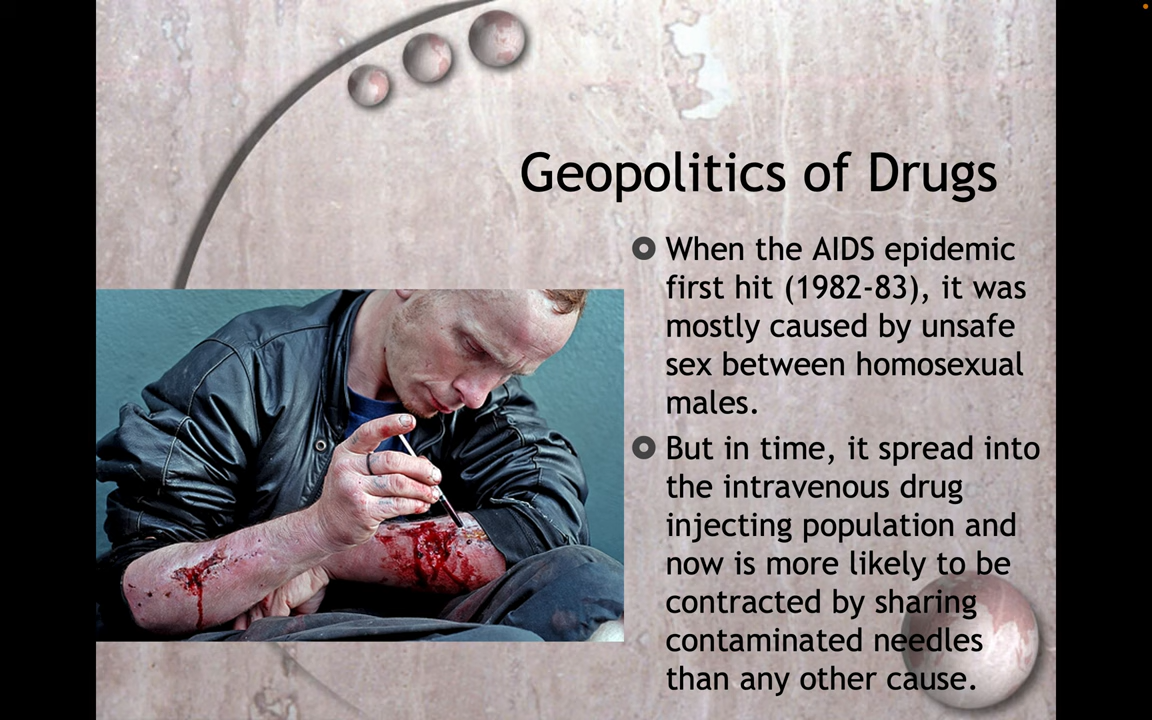 Geopolitics of Drugs
When the AIDS epidemic
first hit (1982-83), it was
mostly caused by unsafe
sex between homosexual
males.
But in time, it spread into
the intravenous drug
injecting population and
now is more likely to be
contracted by sharing
contaminated needles
than any other cause.